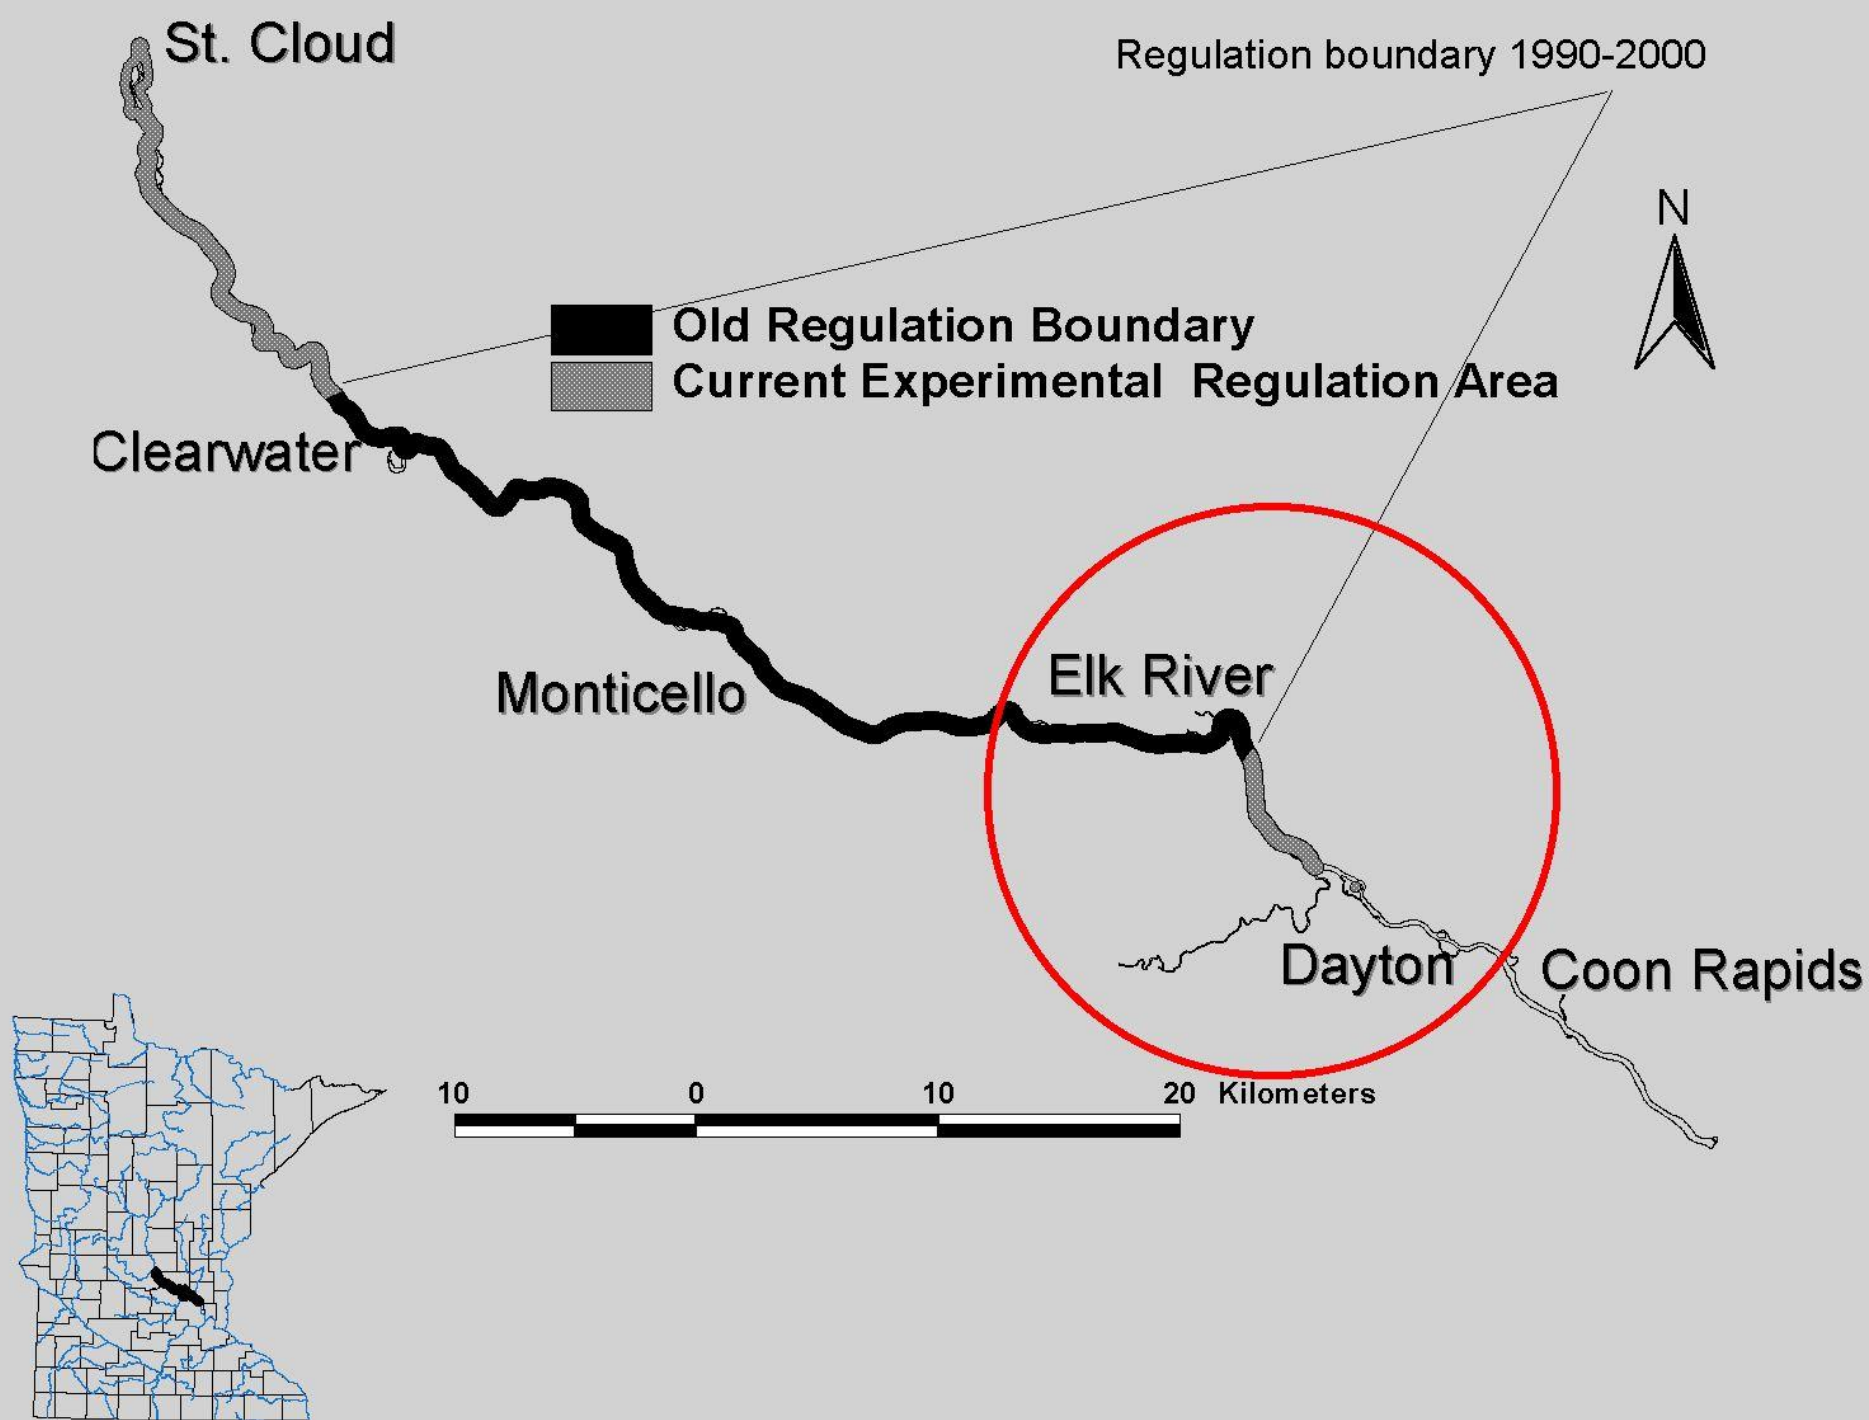 St. Cloud
Regulation boundary 1990-2000
N
Old Regulation Boundary
Current Experimental Regulation Area
Clearwater
Elk River
Monticello
Dayton
Coon Rapids
10 0 10 20 Kilometers